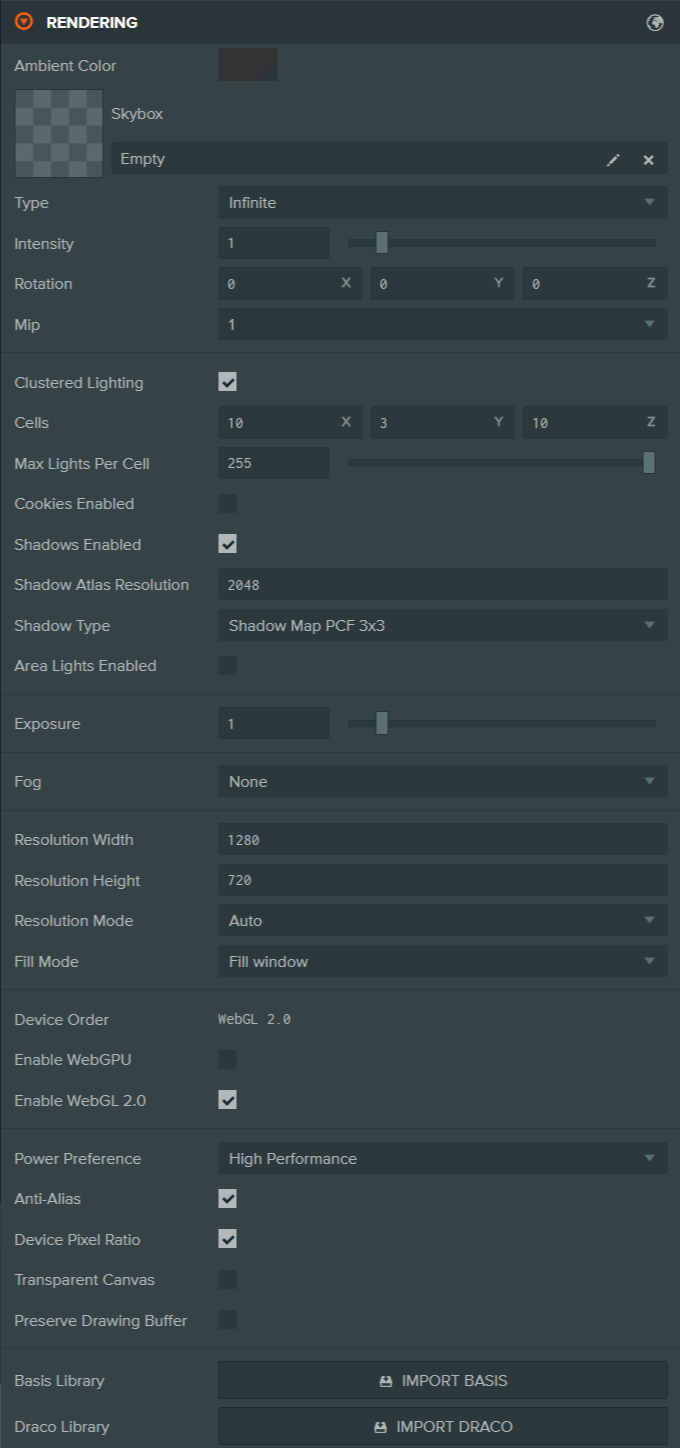 RENDERING
Ambient Color
Skybox
Empty
Type Infinite
Intensity 1
Rotation 0 X 0 Y 0 Z
Mip 1
Clustered Lighting
Cells 10 X 3 Y 10 Z
Max Lights Per Cell 255
Cookies Enabled
Shadows Enabled
Shadow Atlas Resolution 2048
Shadow Type Shadow Map PCF 3x3
Area Lights Enabled
Exposure 1
Fog None
Resolution Width 1280
Resolution Height 720
Resolution Mode Auto
Fill Mode Fill window
Device Order WebGL 2.0
Enable WebGPU
Enable WebGL 2.0
Power Preference High Performance
Anti-Alias
Device Pixel Ratio
Transparent Canvas
Preserve Drawing Buffer
Basis Library IMPORT BASIS
Draco Library IMPORT DRACO